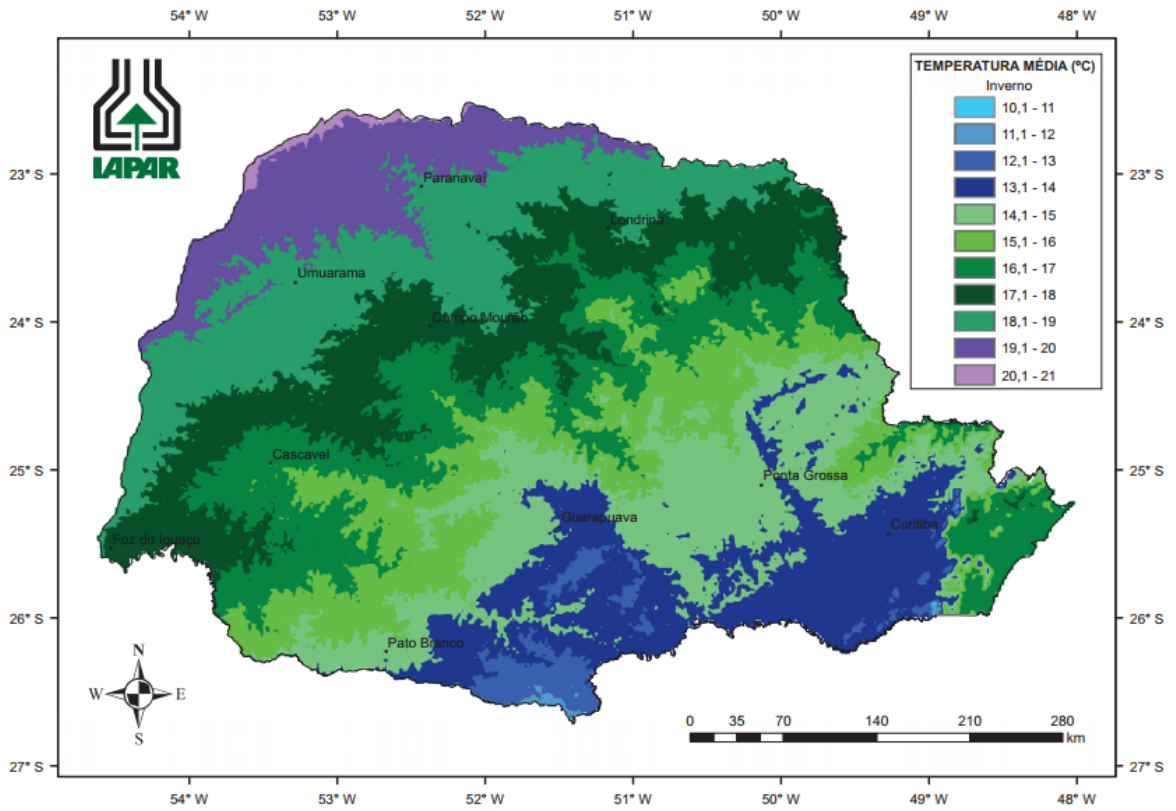 54° W 53° W 52° W 51° W 50° W 49° W 48° W
IAPAR
TEMPERATURA MÉDIA (ºC)
Inverno
10,1 - 11
11,1 - 12
12,1 - 13
13,1 - 14
14,1 - 15
15,1 - 16
16,1 - 17
17,1 - 18
18,1 - 19
19,1 - 20
20,1 - 21
23° S 23° S
Paranavaí
Londrina
Umuarama
24° S 24° S
Campo Mourão
Cascavel
25° S 25° S
Ponta Grossa
Guarapuava
Curitiba
Foz do Iguaçu
26° S 26° S
Pato Branco
N
W E
S
0 35 70 140 210 280
km
27° S 27° S
54° W 53° W 52° W 51° W 50° W 49° W 48° W